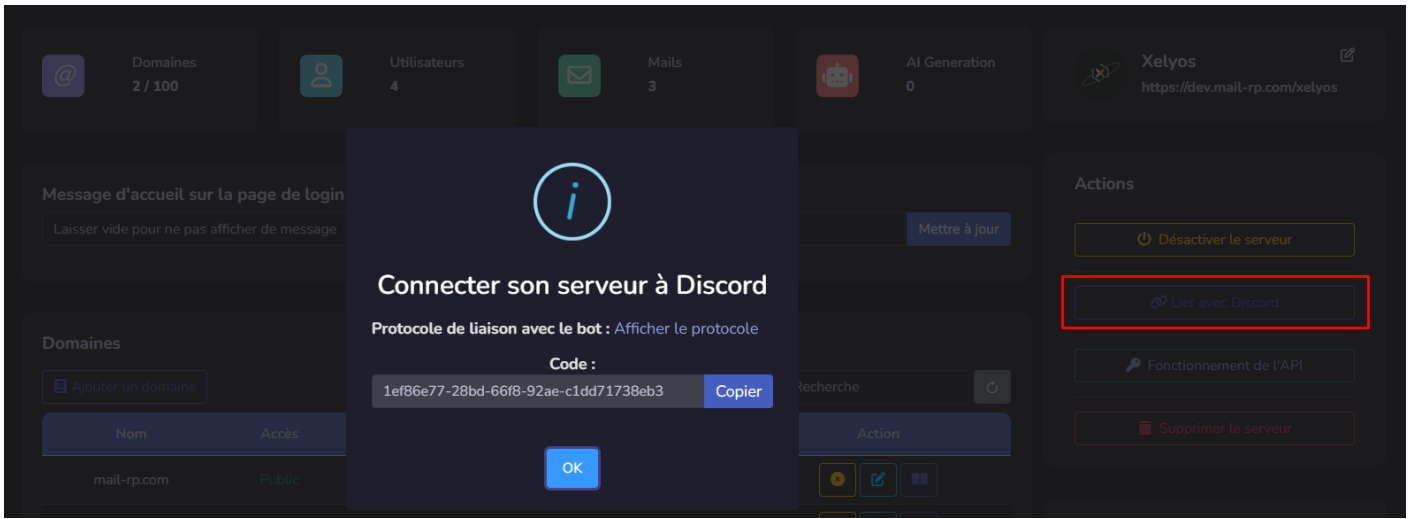 Domaines
2 / 100
Utilisateurs
4
Mails
3
AI Generation
0
Xelyos
https://dev.mail-rp.com/xelyos
Message d'accueil sur la page de login
Laisser vide pour ne pas afficher de message
Mettre à jour
Actions
Désactiver le serveur
Lier avec Discord
Fonctionnement de l'API
Supprimer le serveur
i
Connecter son serveur à Discord
Protocole de liaison avec le bot : Afficher le protocole
Code :
1ef86e77-28bd-66f8-92ae-c1dd71738eb3
Copier
OK
Domaines
Ajouter un domaine
Recherche
Nom
Accès
Action
mail-rp.com
Public